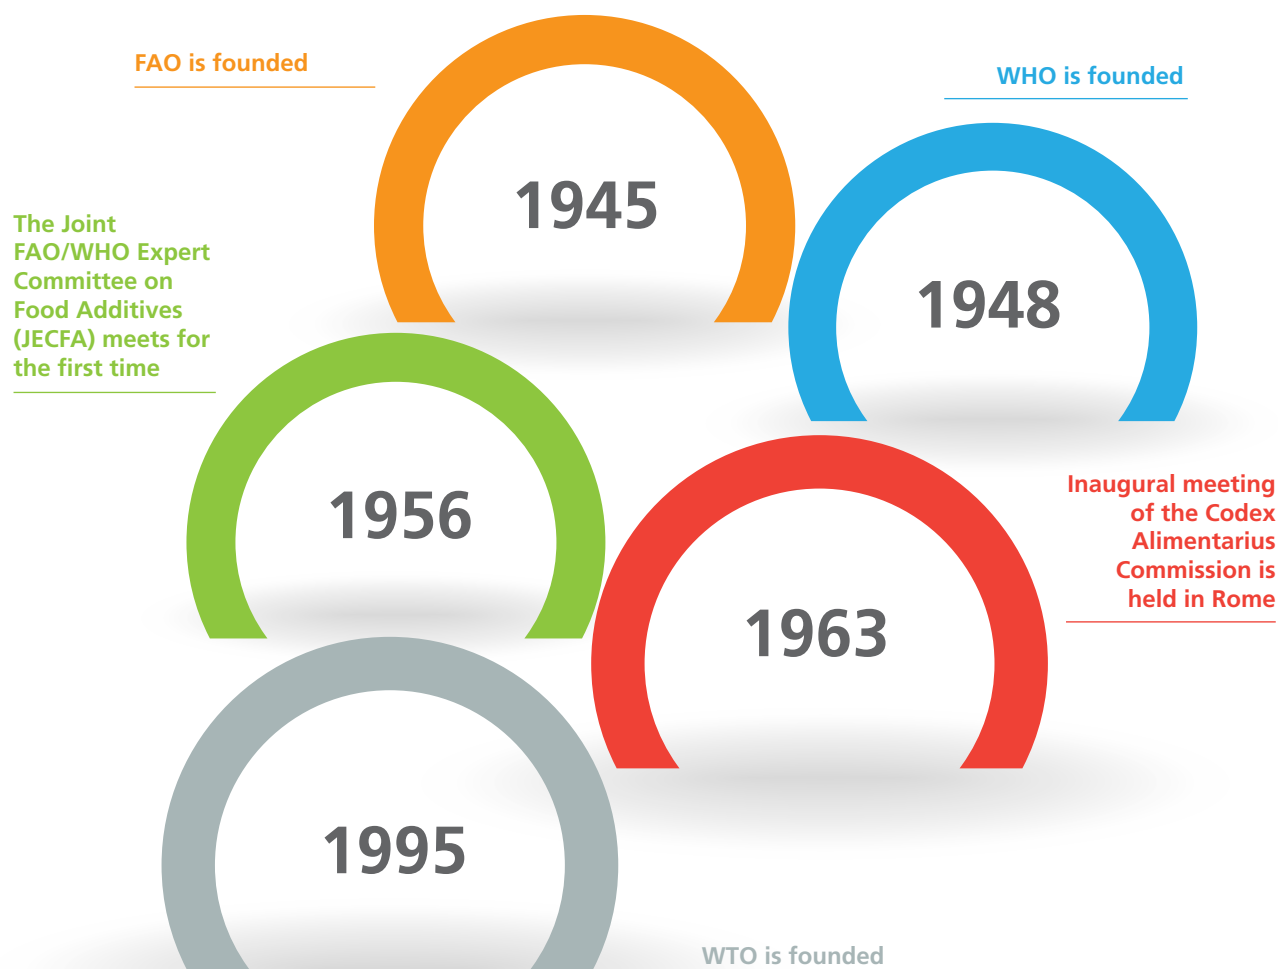 FAO is founded
1945
WHO is founded
1948
The Joint
FAO/WHO Expert
Committee on
Food Additives
(JECFA) meets for
the first time
1956
Inaugural meeting
of the Codex
Alimentarius
Commission is
held in Rome
1963
1995
WTO is founded